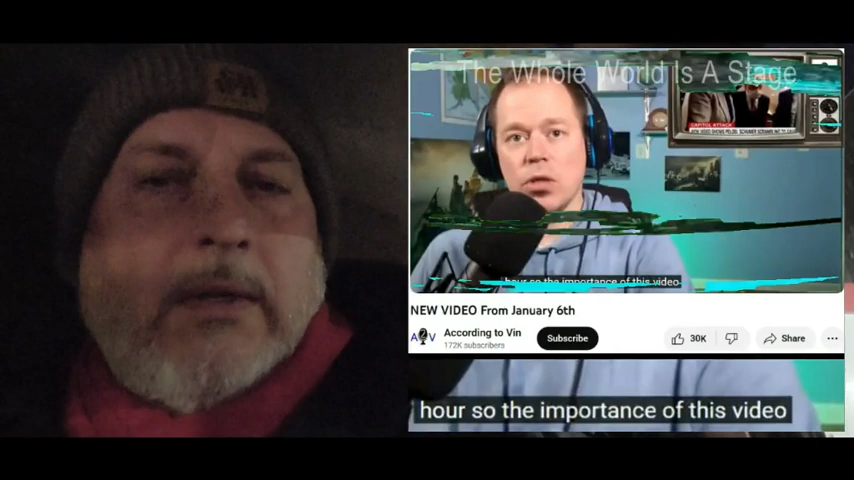 The Whole World Is A Stage
CAPITOL ATTACK
hour so the importance of this video
NEW VIDEO From January 6th
According to Vin
172K subscribers
Subscribe
30K
Share
hour so the importance of this video